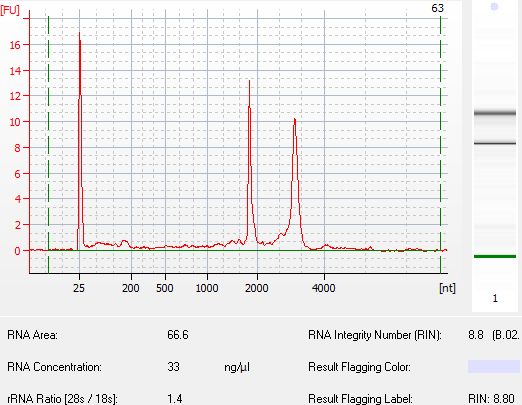 [FU]
63
16
14
12
10
8
6
4
2
0
25 200 500 1000 2000 4000 [nt]
1
RNA Area: 66.6 RNA Integrity Number (RIN): 8.8 (B.02.
RNA Concentration: 33 ng/µl Result Flagging Color:
rRNA Ratio [28s / 18s]: 1.4 Result Flagging Label: RIN: 8.80